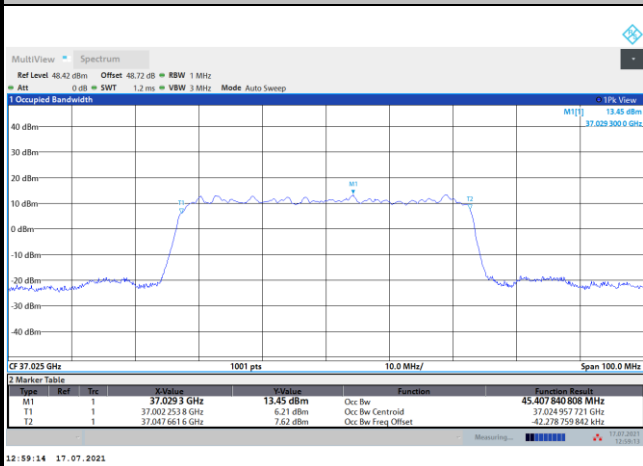 MultiView Spectrum
Ref Level 48.42 dBm Offset 48.72 dB RBW 1 MHz
Att 0 dB SWT 1.2 ms VBW 3 MHz Mode Auto Sweep
1 Occupied Bandwidth 1Pk View
M1[1] 13.45 dBm
37.029 300 0 GHz
40 dBm
30 dBm
20 dBm
M1
T1 T2
10 dBm
0 dBm
-10 dBm
-20 dBm
-30 dBm
-40 dBm
CF 37.025 GHz 1001 pts 10.0 MHz/ Span 100.0 MHz
2 Marker Table
Type Ref Trc X-Value Y-Value Function Function Result
M1 1 37.029 3 GHz 13.45 dBm Occ Bw 45.407 840 808 MHz
T1 1 37.002 253 8 GHz 6.21 dBm Occ Bw Centroid 37.024 957 721 GHz
T2 1 37.047 661 6 GHz 7.62 dBm Occ Bw Freq Offset -42.278 759 842 kHz
Measuring... 17.07.2021
12:59:13
12:59:14 17.07.2021